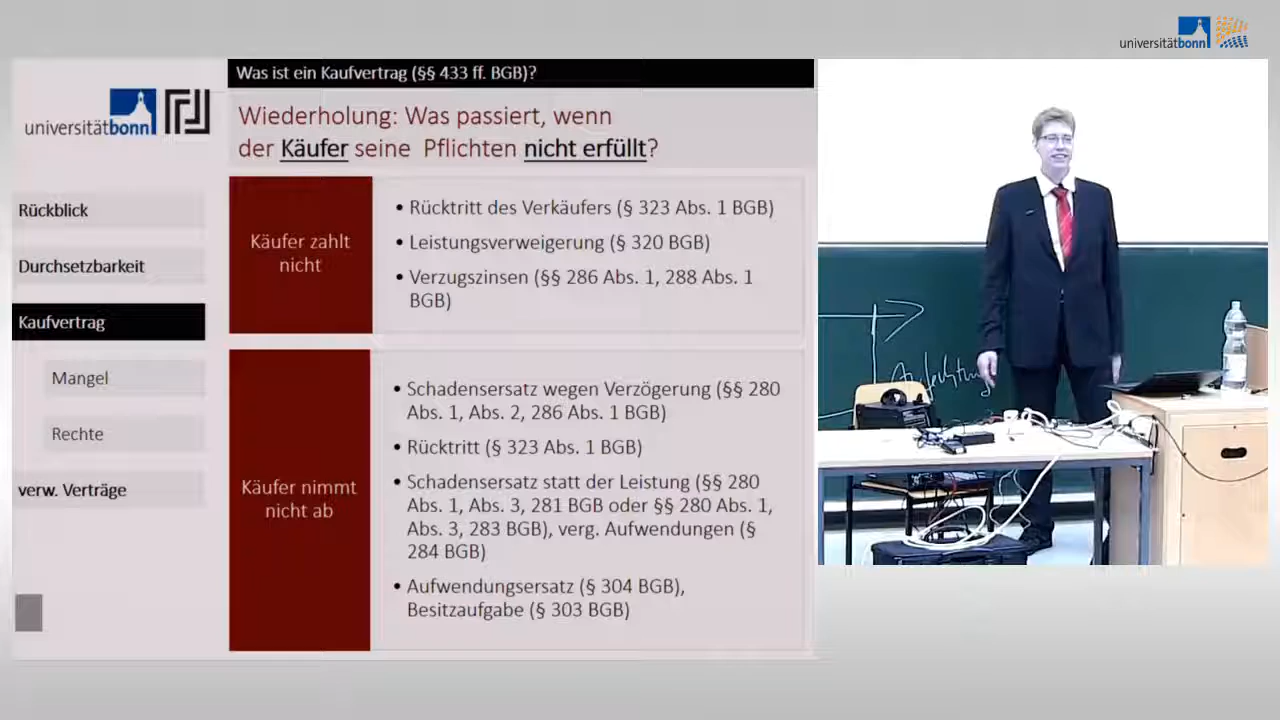 universitätbonn
Was ist ein Kaufvertrag (§§ 433 ff. BGB)?
universitätbonn
Wiederholung: Was passiert, wenn
der Käufer seine Pflichten nicht erfüllt?
Rückblick
Durchsetzbarkeit
Kaufvertrag
Mangel
Rechte
verw. Verträge
Käufer zahlt
nicht
• Rücktritt des Verkäufers (§ 323 Abs. 1 BGB)
• Leistungsverweigerung (§ 320 BGB)
• Verzugszinsen (§§ 286 Abs. 1, 288 Abs. 1
BGB)
Käufer nimmt
nicht ab
• Schadensersatz wegen Verzögerung (§§ 280
Abs. 1, Abs. 2, 286 Abs. 1 BGB)
• Rücktritt (§ 323 Abs. 1 BGB)
• Schadensersatz statt der Leistung (§§ 280
Abs. 1, Abs. 3, 281 BGB oder §§ 280 Abs. 1,
Abs. 3, 283 BGB), verg. Aufwendungen (§
284 BGB)
• Aufwendungsersatz (§ 304 BGB),
Besitzaufgabe (§ 303 BGB)
Anfechtung